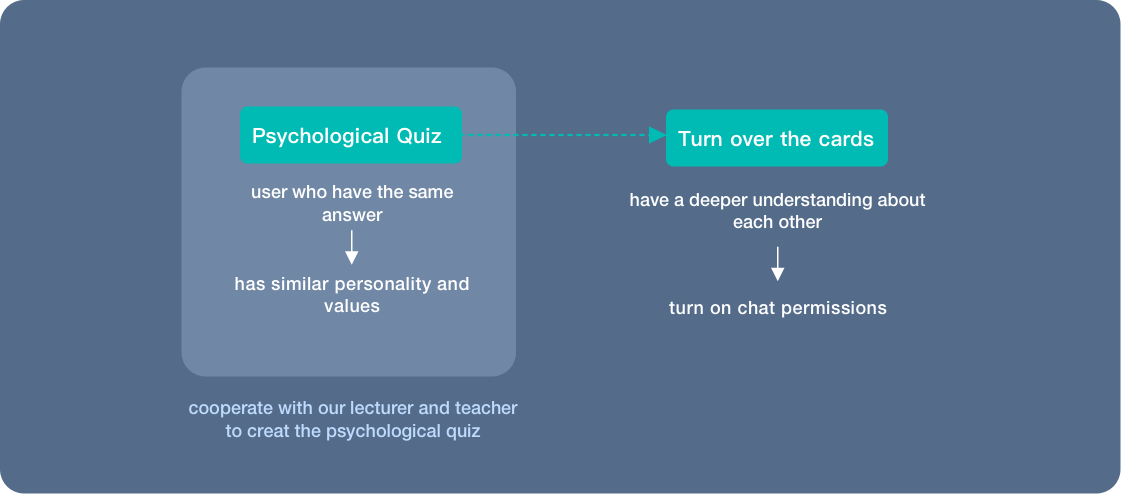 Psychological Quiz
user who have the same
answer
has similar personality and
values
cooperate with our lecturer and teacher
to creat the psychological quiz
Turn over the cards
have a deeper understanding about
each other
turn on chat permissions